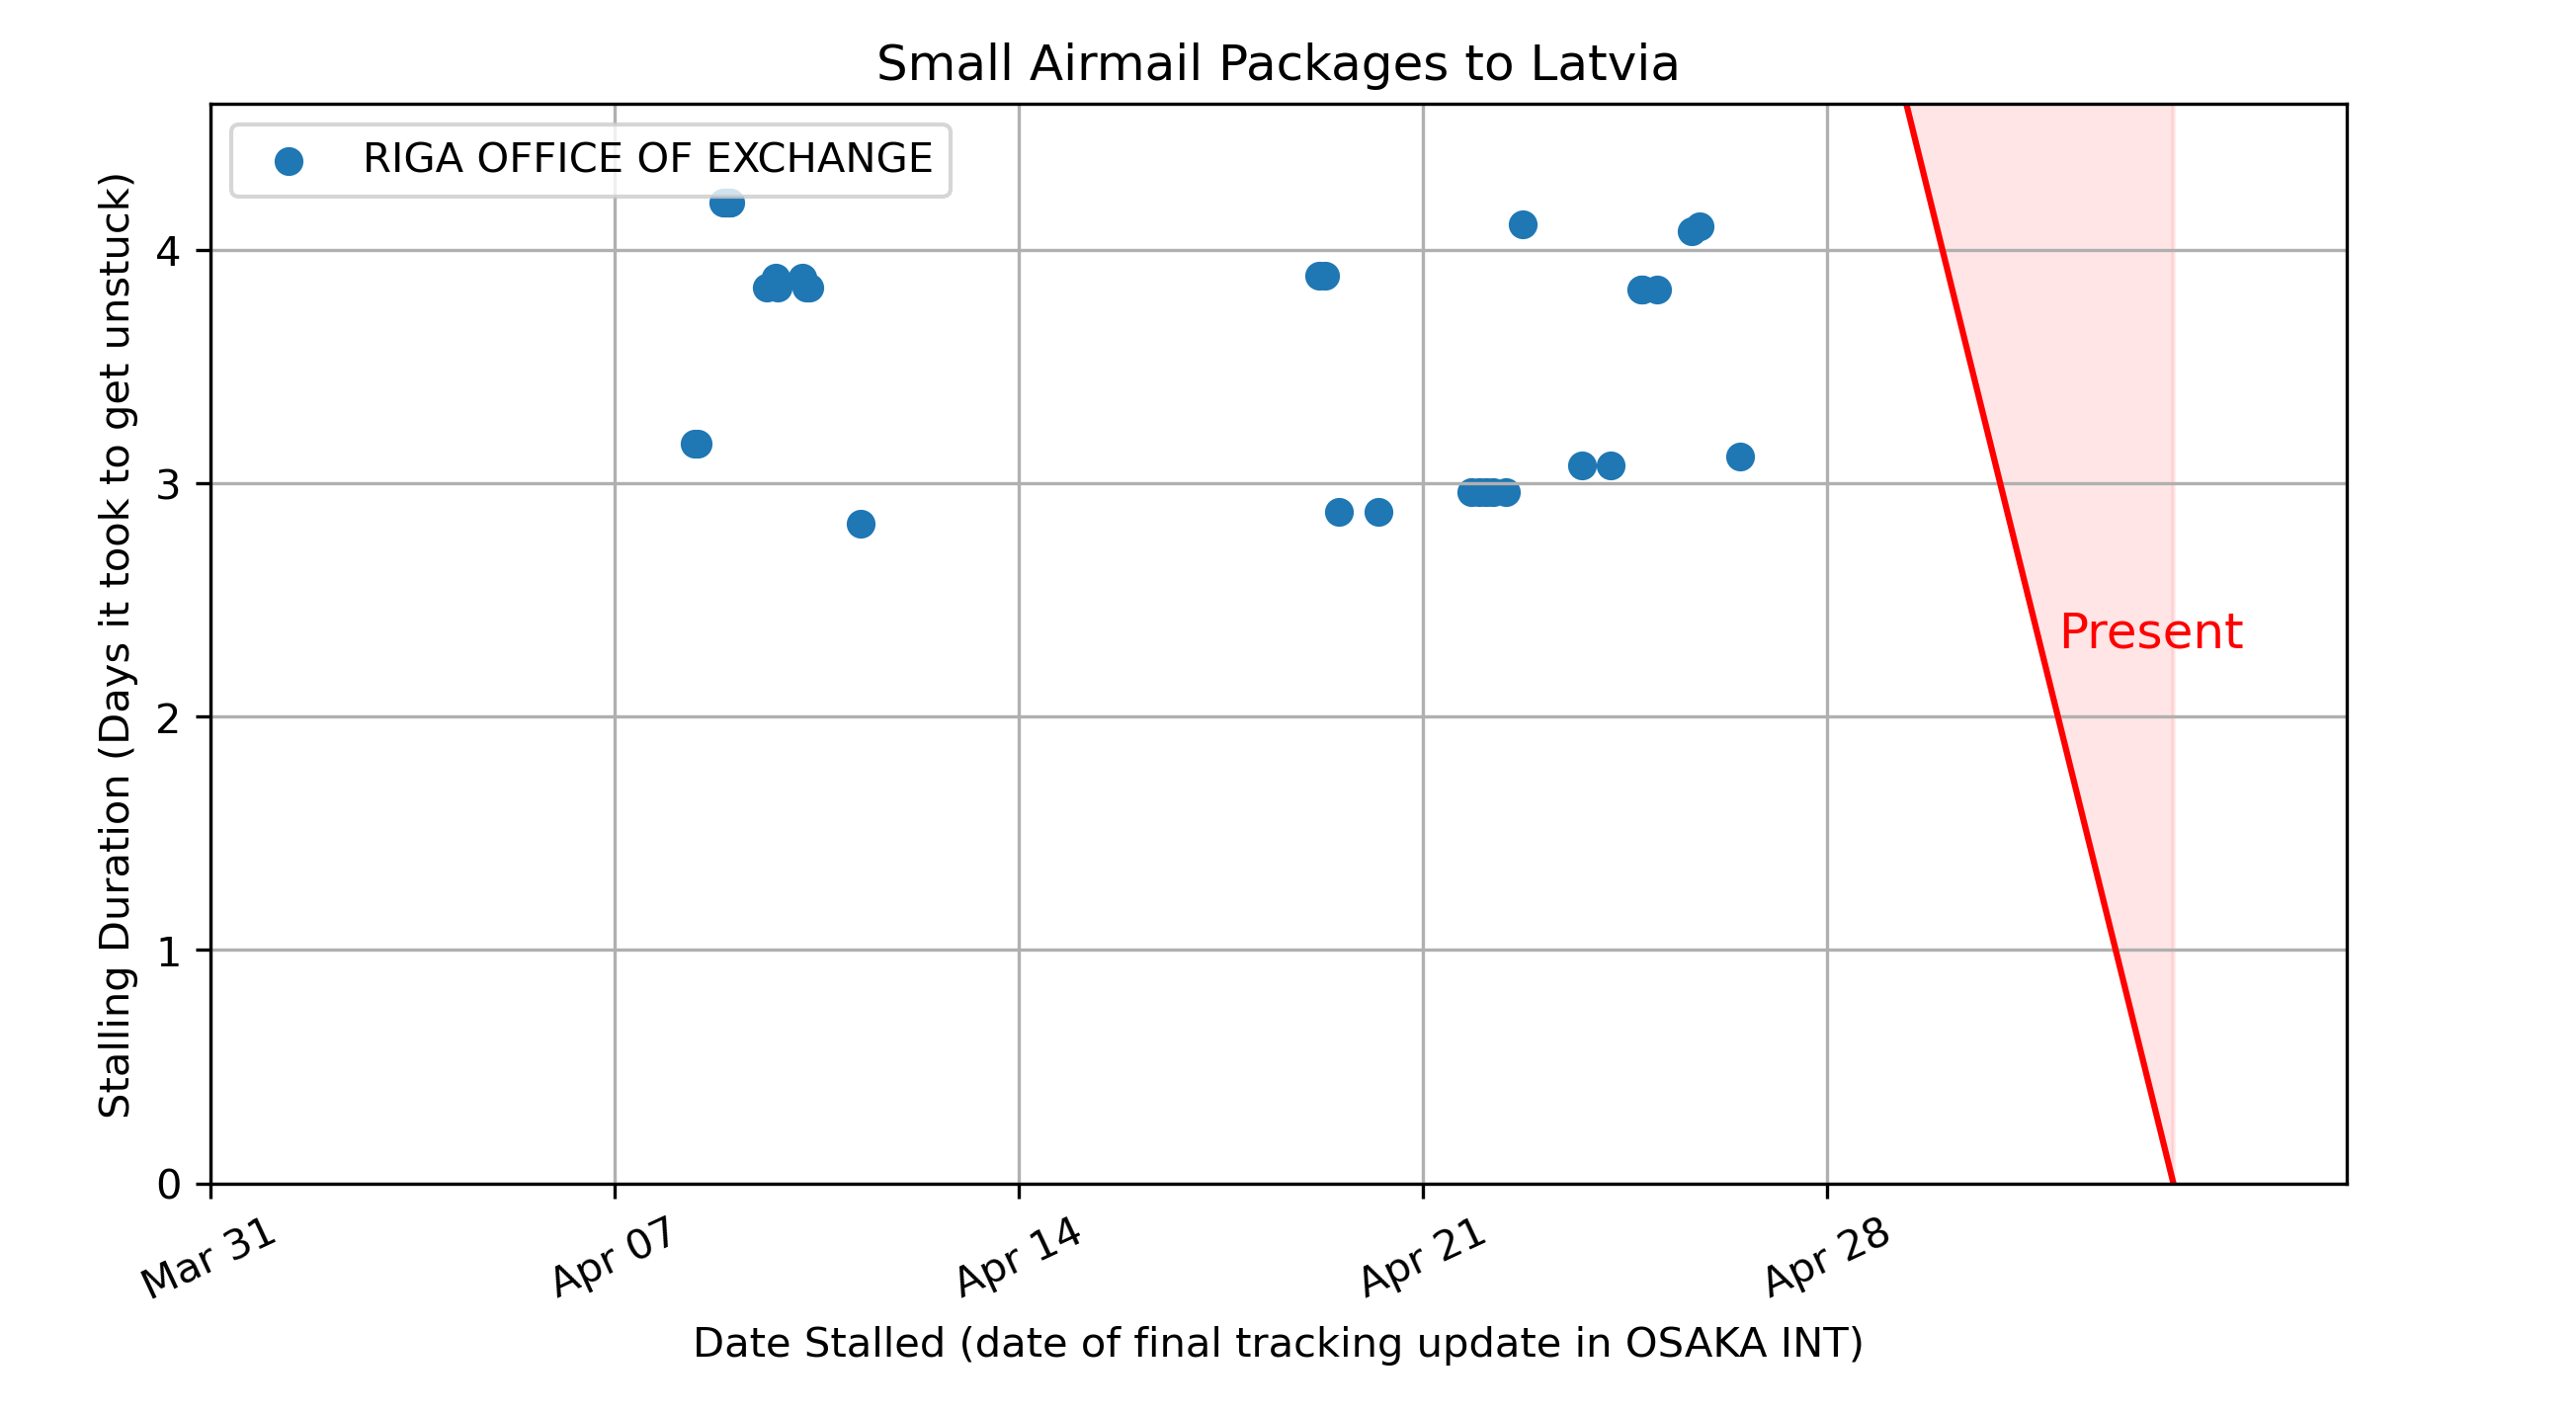 Small Airmail Packages to Latvia
RIGA OFFICE OF EXCHANGE
Stalling Duration (Days it took to get unstuck)
4
3
2
1
0
Present
Mar 31
Apr 07
Apr 14
Apr 21
Apr 28
Date Stalled (date of final tracking update in OSAKA INT)